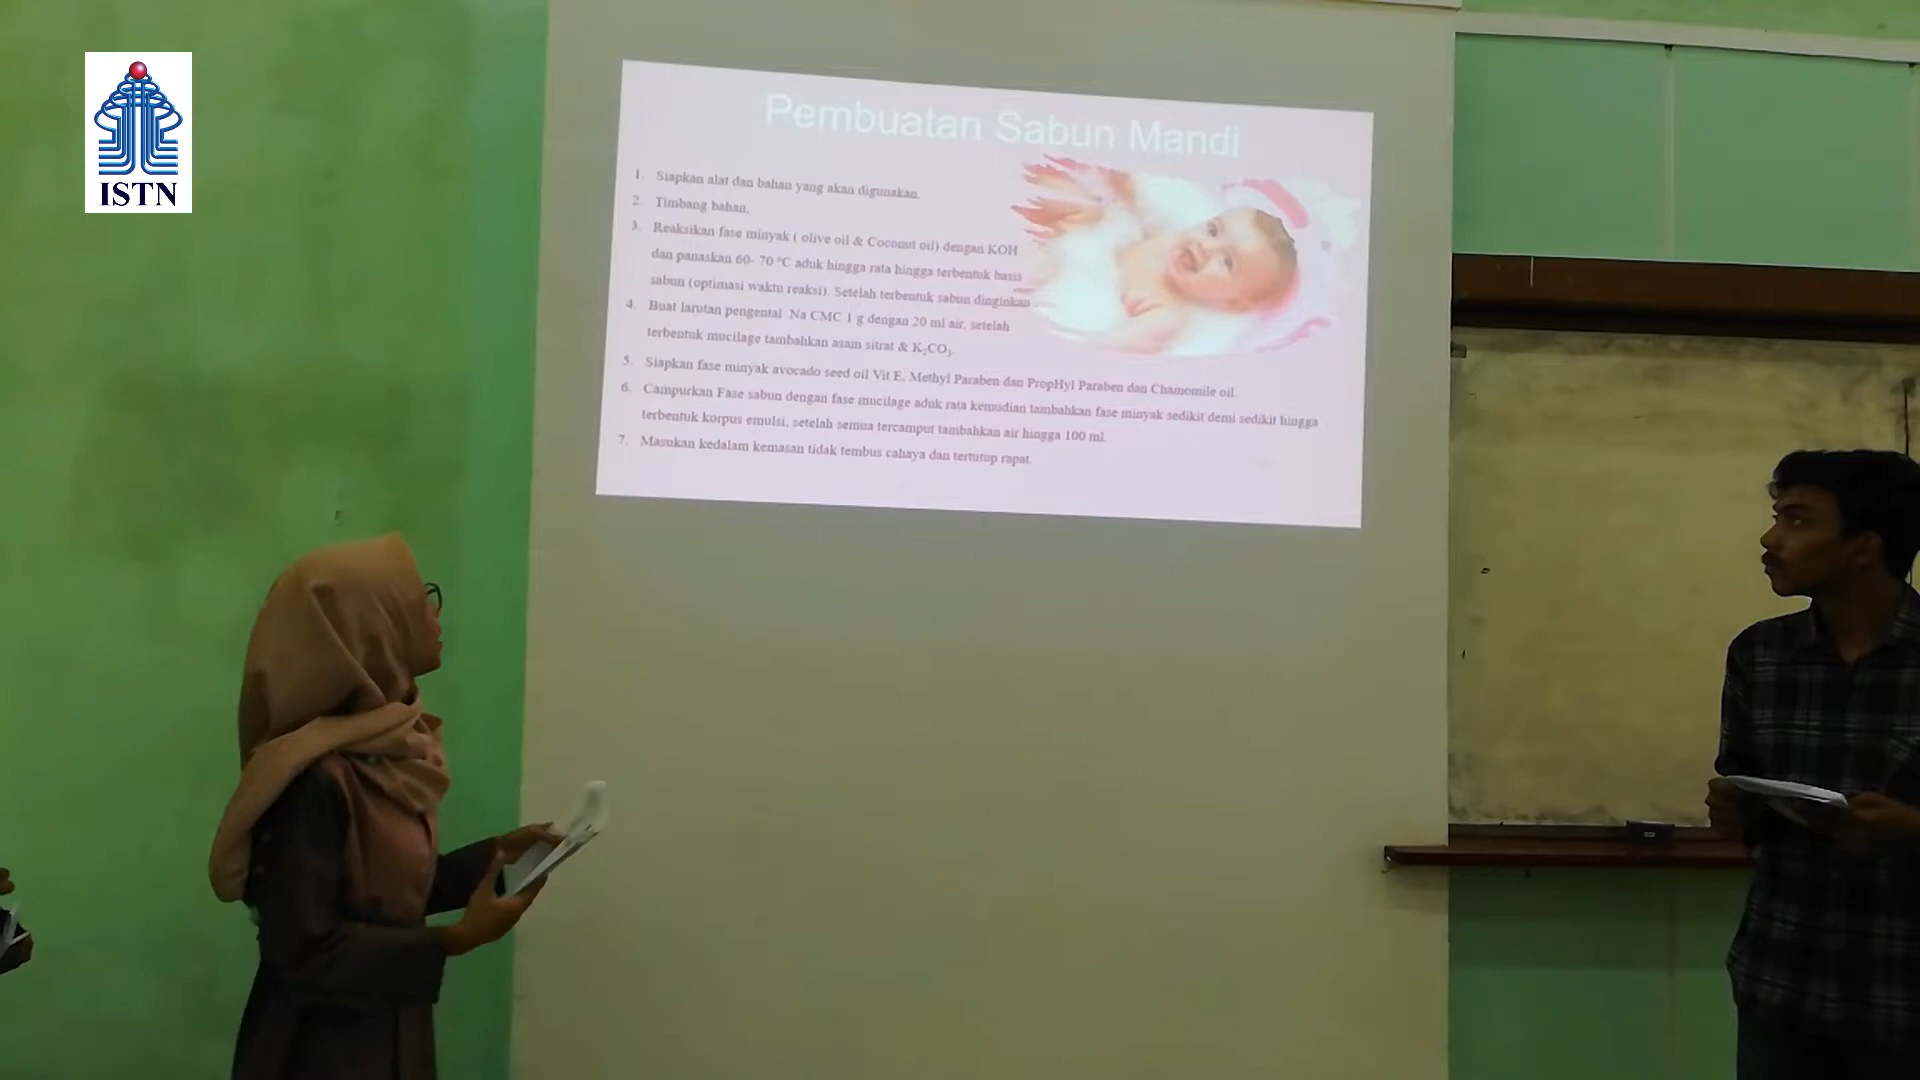 ISTN
Pembuatan Sabun Mandi
1. Siapkan alat dan bahan yang akan digunakan.
2. Timbang bahan,
3. Reaksikan fase minyak ( olive oil & Coconut oil) dengan KOH
dan panaskan 60- 70 °C aduk hingga rata hingga terbentuk basis
sabun (optimasi waktu reaksi). Setelah terbentuk sabun dinginkan
4. Buat larutan pengental Na CMC 1 g dengan 20 ml air, setelah
terbentuk mucilage tambahkan asam sitrat & K₂CO₃.
5. Siapkan fase minyak avocado seed oil Vit E, Methyl Paraben dan PropHyl Paraben dan Chamomile oil.
6. Campurkan Fase sabun dengan fase mucilage aduk rata kemudian tambahkan fase minyak sedikit demi sedikit hingga
terbentuk korpus emulsi, setelah semua tercamput tambahkan air hingga 100 ml.
7. Masukan kedalam kemasan tidak tembus cahaya dan tertutup rapat.